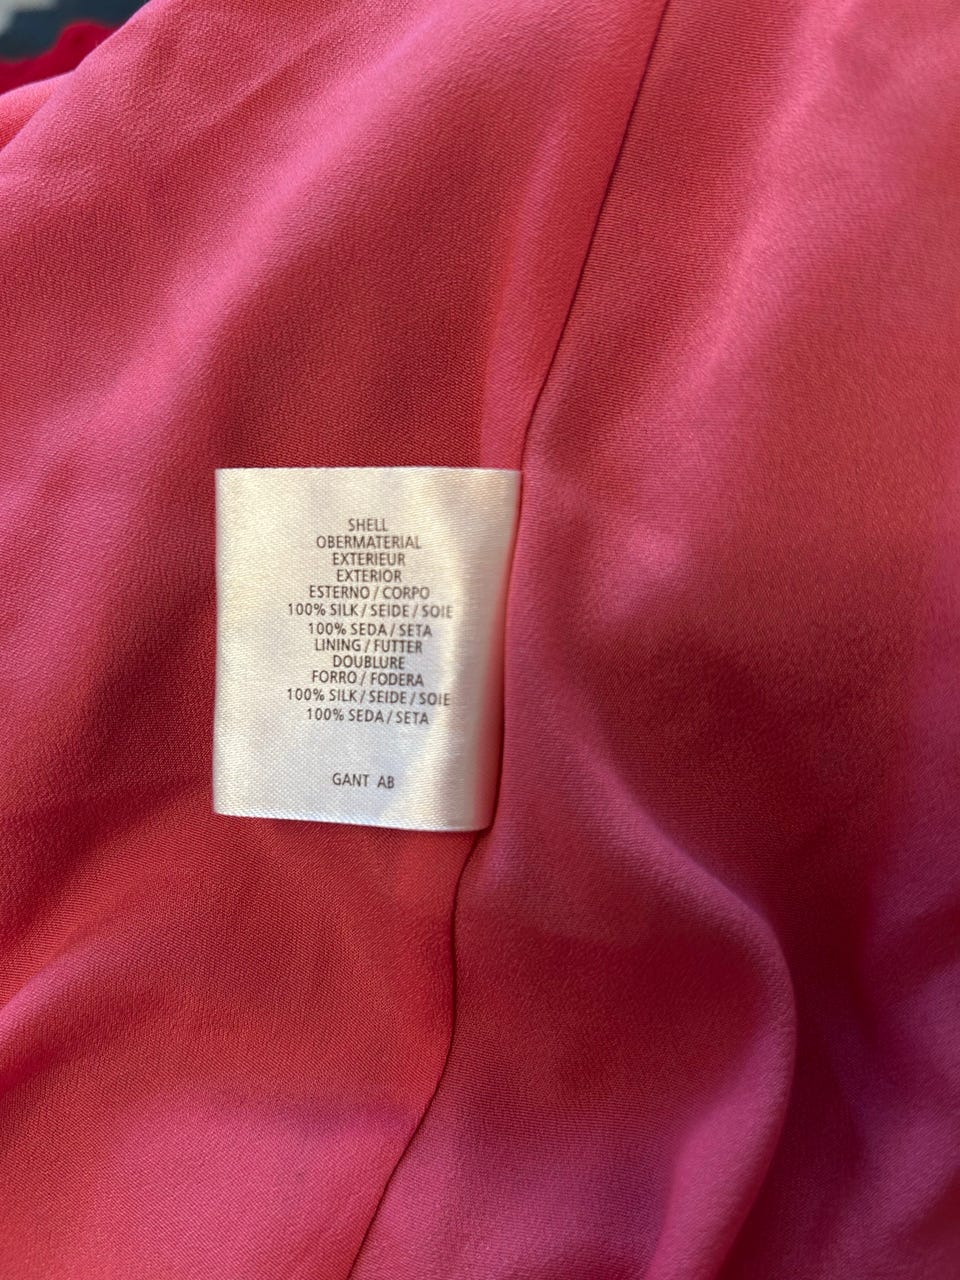 SHELL
OBERMATERIAL
EXTERIEUR
EXTERIOR
ESTERNO / CORPO
100% SILK / SEIDE / SOIE
100% SEDA / SETA
LINING / FUTTER
DOUBLURE
FORRO / FODERA
100% SILK / SEIDE / SOIE
100% SEDA / SETA
GANT AB